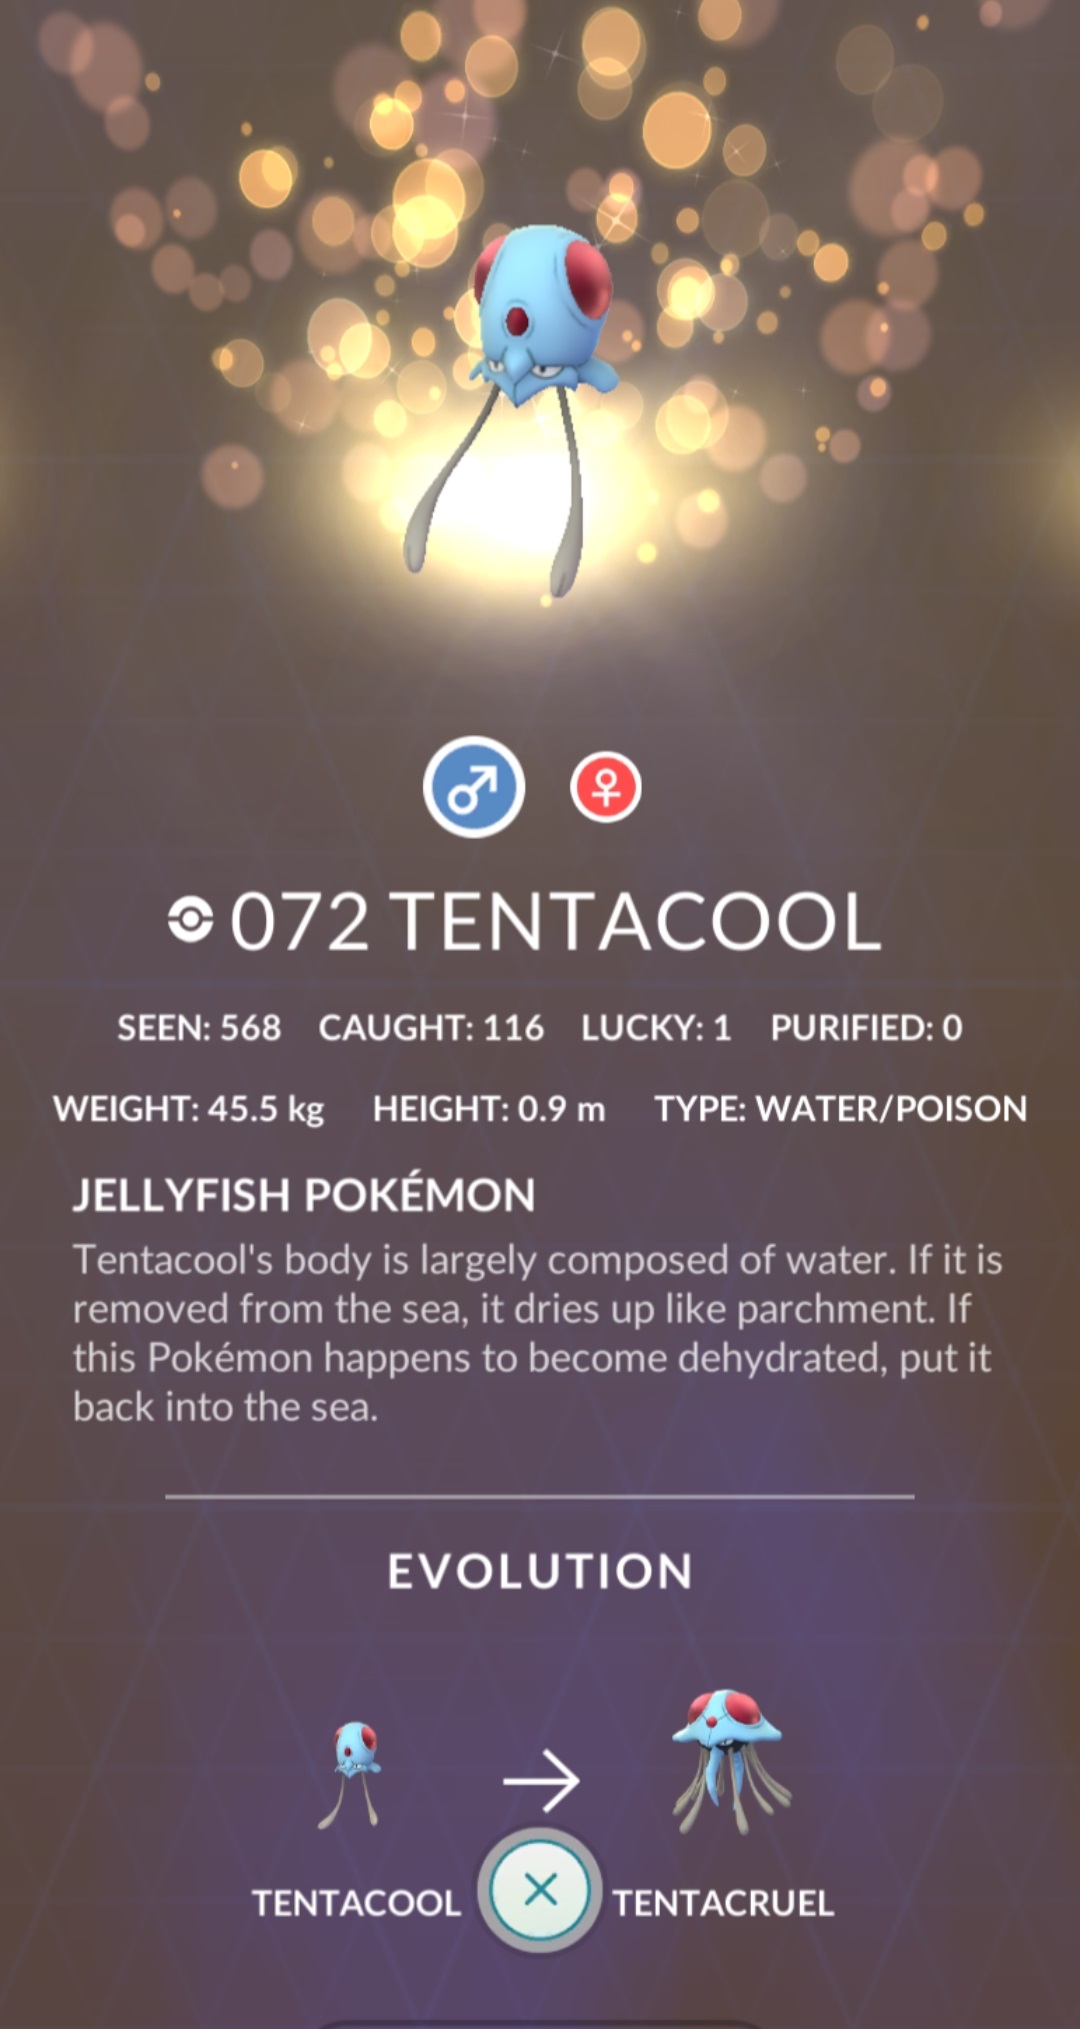 072 TENTACOOL
SEEN: 568 CAUGHT: 116 LUCKY: 1 PURIFIED: 0
WEIGHT: 45.5 kg HEIGHT: 0.9 m TYPE: WATER/POISON
JELLYFISH POKÉMON
Tentacool's body is largely composed of water. If it is
removed from the sea, it dries up like parchment. If
this Pokémon happens to become dehydrated, put it
back into the sea.
EVOLUTION
TENTACOOL TENTACRUEL